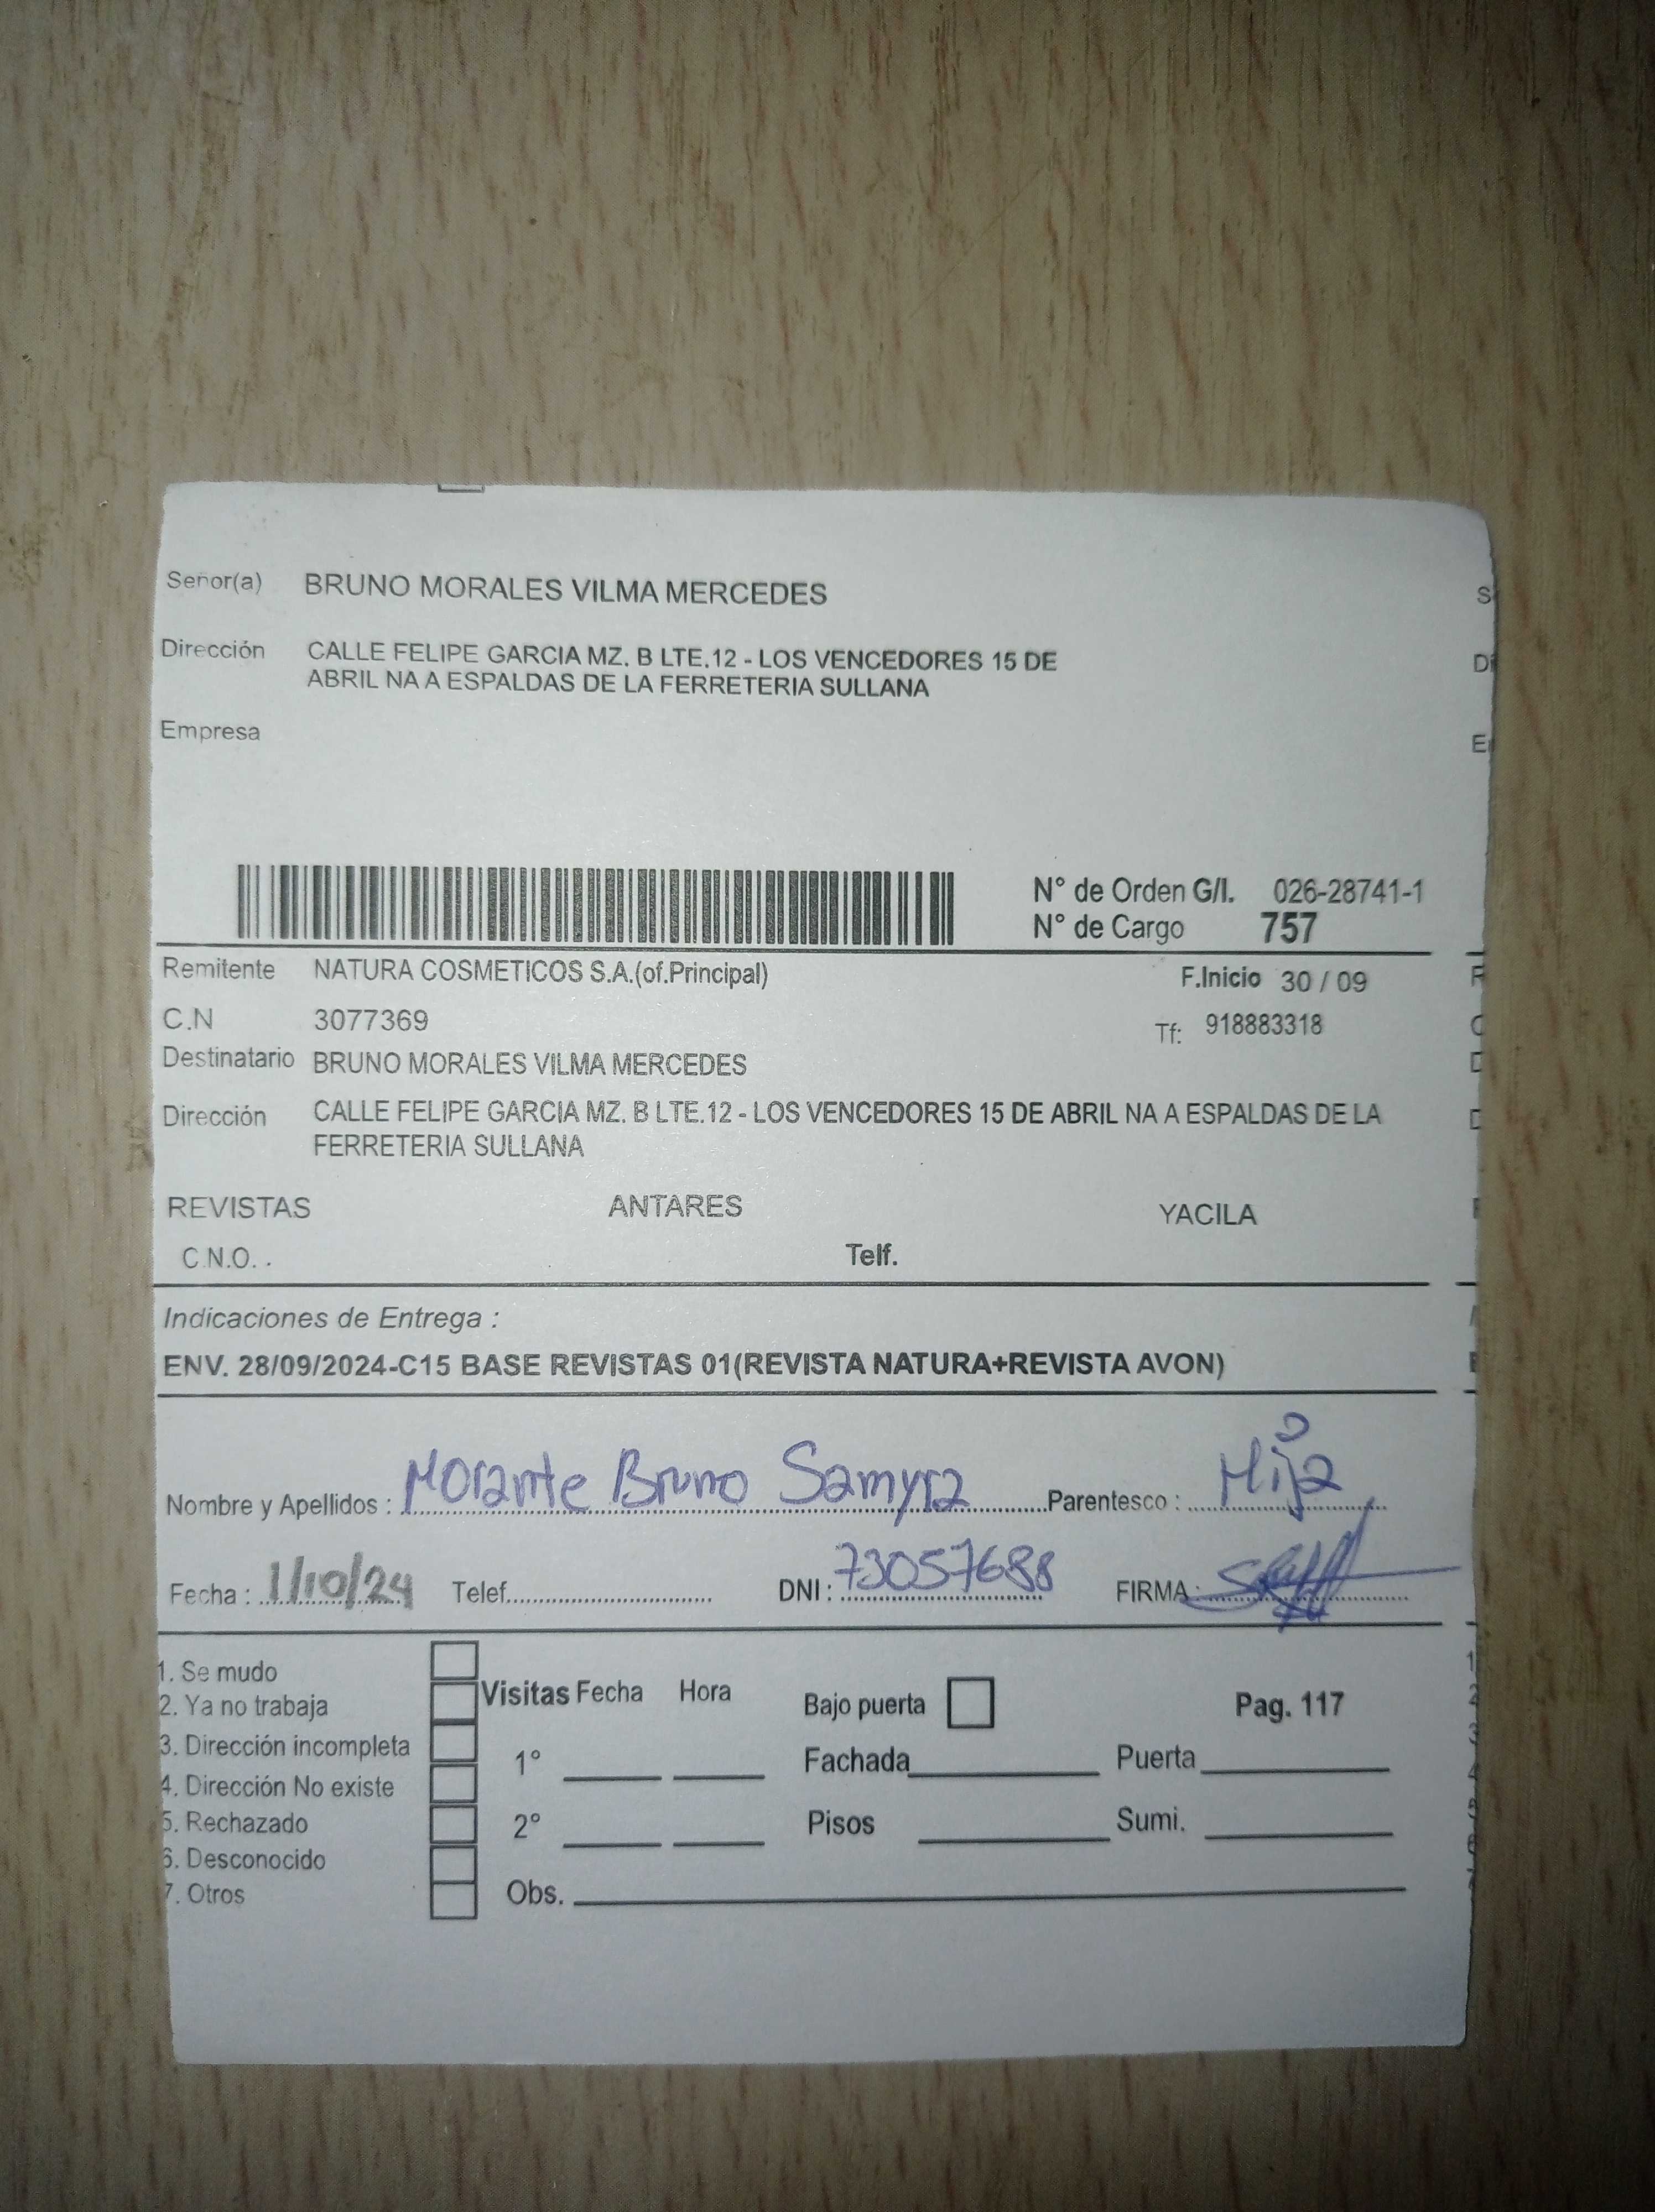 Señor(a) BRUNO MORALES VILMA MERCEDES
Dirección CALLE FELIPE GARCIA MZ. B LTE.12 - LOS VENCEDORES 15 DE
ABRIL NA A ESPALDAS DE LA FERRETERIA SULLANA
Empresa
N° de Orden G/I. 026-28741-1
N° de Cargo 757
Remitente NATURA COSMETICOS S.A.(of.Principal) F.Inicio 30 / 09
C.N 3077369 Tf: 918883318
Destinatario BRUNO MORALES VILMA MERCEDES
Dirección CALLE FELIPE GARCIA MZ. B LTE.12 - LOS VENCEDORES 15 DE ABRIL NA A ESPALDAS DE LA
FERRETERIA SULLANA
REVISTAS ANTARES YACILA
C.N.O. . Telf.
Indicaciones de Entrega :
ENV. 28/09/2024-C15 BASE REVISTAS 01(REVISTA NATURA+REVISTA AVON)
Nombre y Apellidos : Morante Bruno Samyra Parentesco : Hija
Fecha : 1/10/24 Telef. DNI : 73057688 FIRMA :
1. Se mudo
2. Ya no trabaja
3. Dirección incompleta
4. Dirección No existe
5. Rechazado
6. Desconocido
7. Otros
Visitas Fecha Hora Bajo puerta Pag. 117
1° Fachada Puerta
2° Pisos Sumi.
Obs.